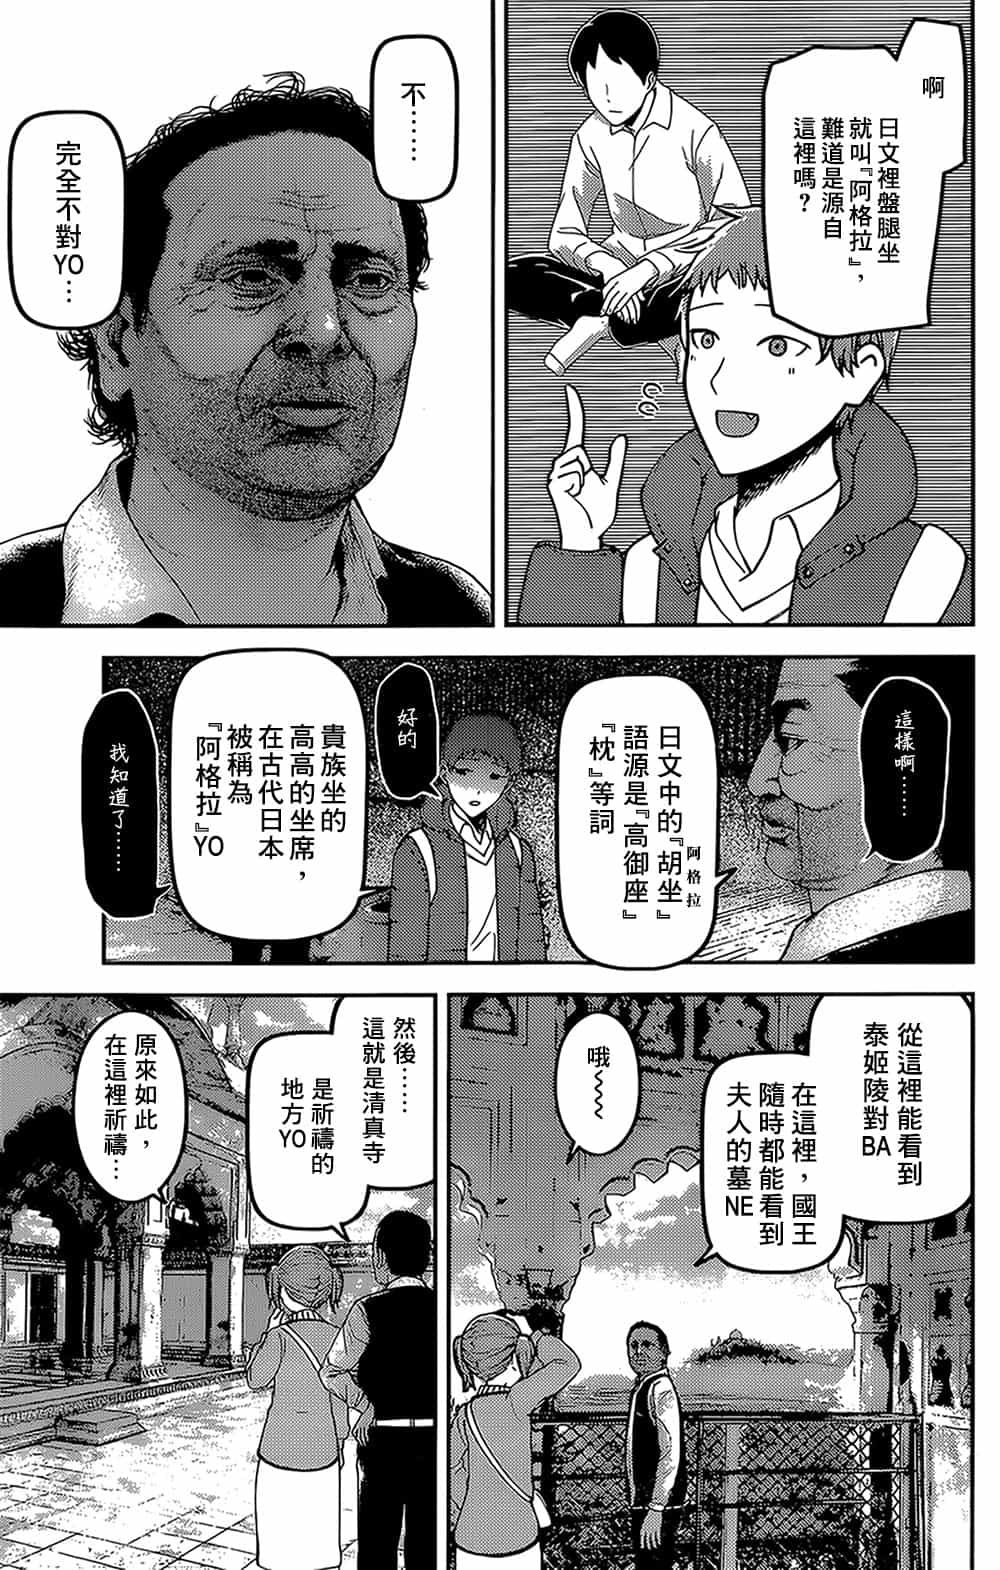 啊
日文裡盤腿坐
就叫『阿格拉』，
難道是源自
這裡嗎？
不……
完全不對YO…
這樣啊……
日文中的『胡坐』
阿格拉
語源是『高御座』
『枕』等詞
好的
貴族坐的
高高的坐席，
在古代日本
被稱為
『阿格拉』YO
我知道了……
從這裡能看到
泰姬陵對BA
在這裡，國王
隨時都能看到
夫人的墓NE
哦
然後……
這就是清真寺
是祈禱的
地方YO
原來如此，
在這裡祈禱…